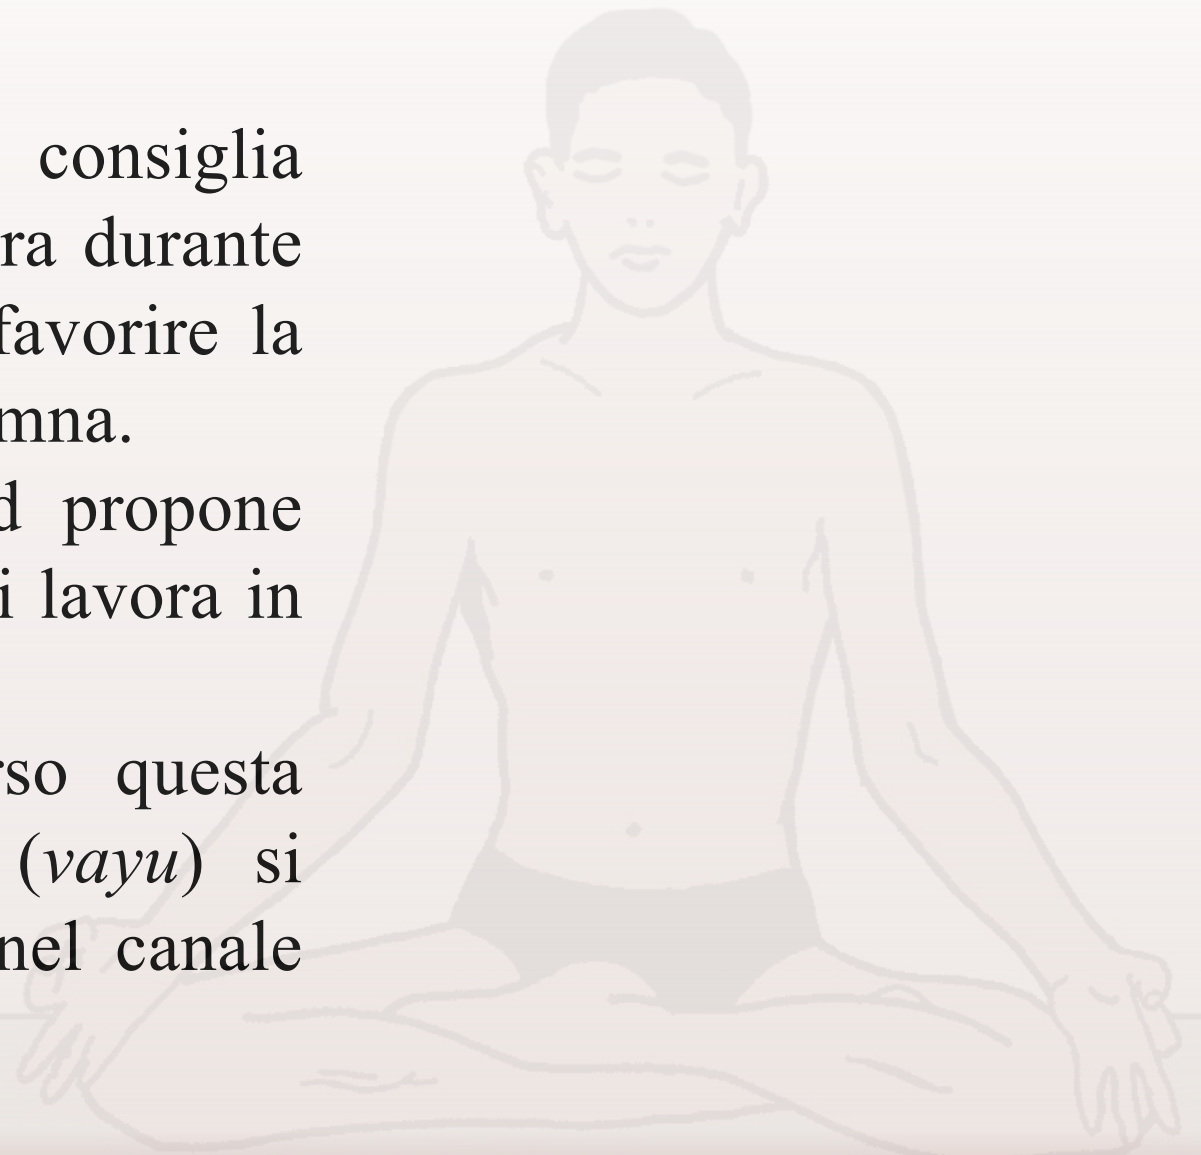 consiglia
ra durante
favorire la
mna.
d propone
i lavora in
rso questa
(vayu) si
nel canale